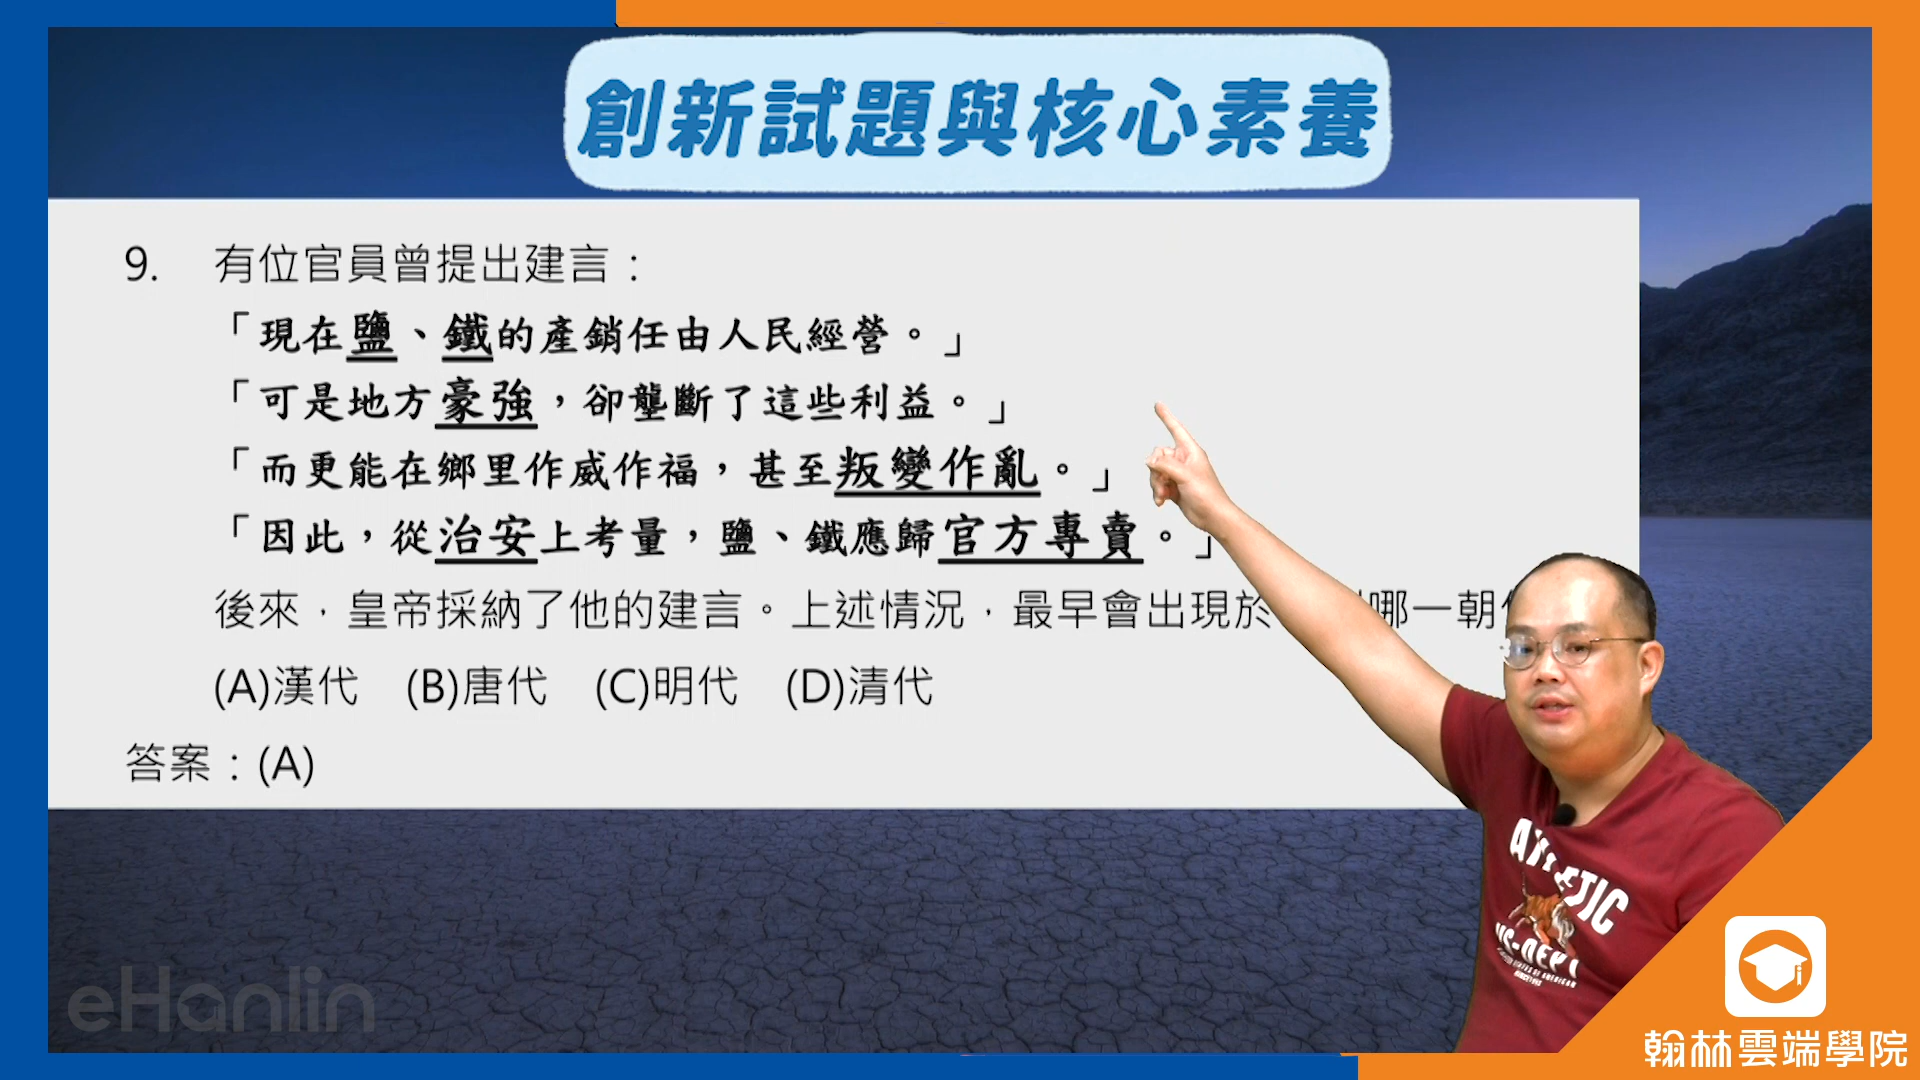 創新試題與核心素養
9. 有位官員曾提出建言：
「現在鹽、鐵的產銷任由人民經營。」
「可是地方豪強，卻壟斷了這些利益。」
「而更能在鄉里作威作福，甚至叛變作亂。」
「因此，從治安上考量，鹽、鐵應歸官方專賣。」
後來，皇帝採納了他的建言。上述情況，最早會出現於 哪一朝
(A)漢代 (B)唐代 (C)明代 (D)清代
答案：(A)
eHanlin
翰林雲端學院